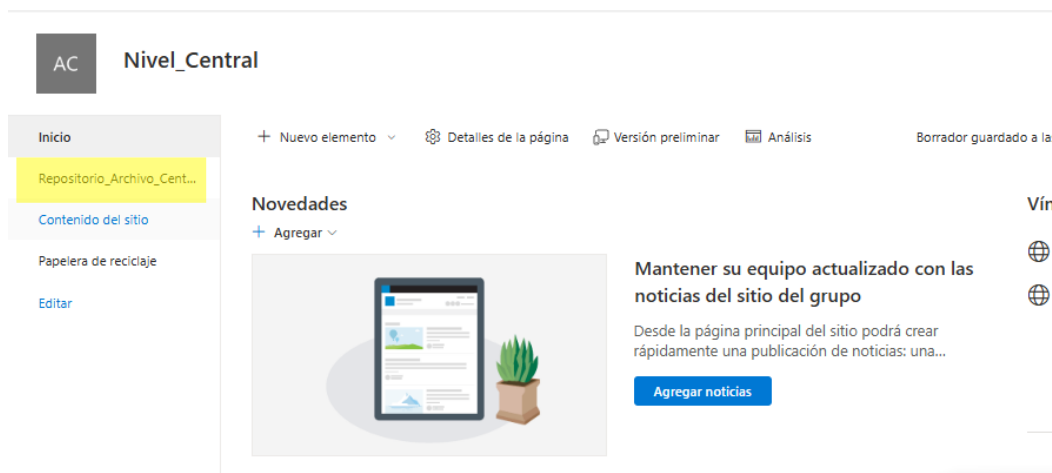 AC
Nivel_Central
Inicio
Repositorio_Archivo_Cent...
Contenido del sitio
Papelera de reciclaje
Editar
Nuevo elemento
Detalles de la página
Versión preliminar
Análisis
Borrador guardado a la
Novedades
Agregar
Mantener su equipo actualizado con las
noticias del sitio del grupo
Desde la página principal del sitio podrá crear
rápidamente una publicación de noticias: una...
Agregar noticias
Vín